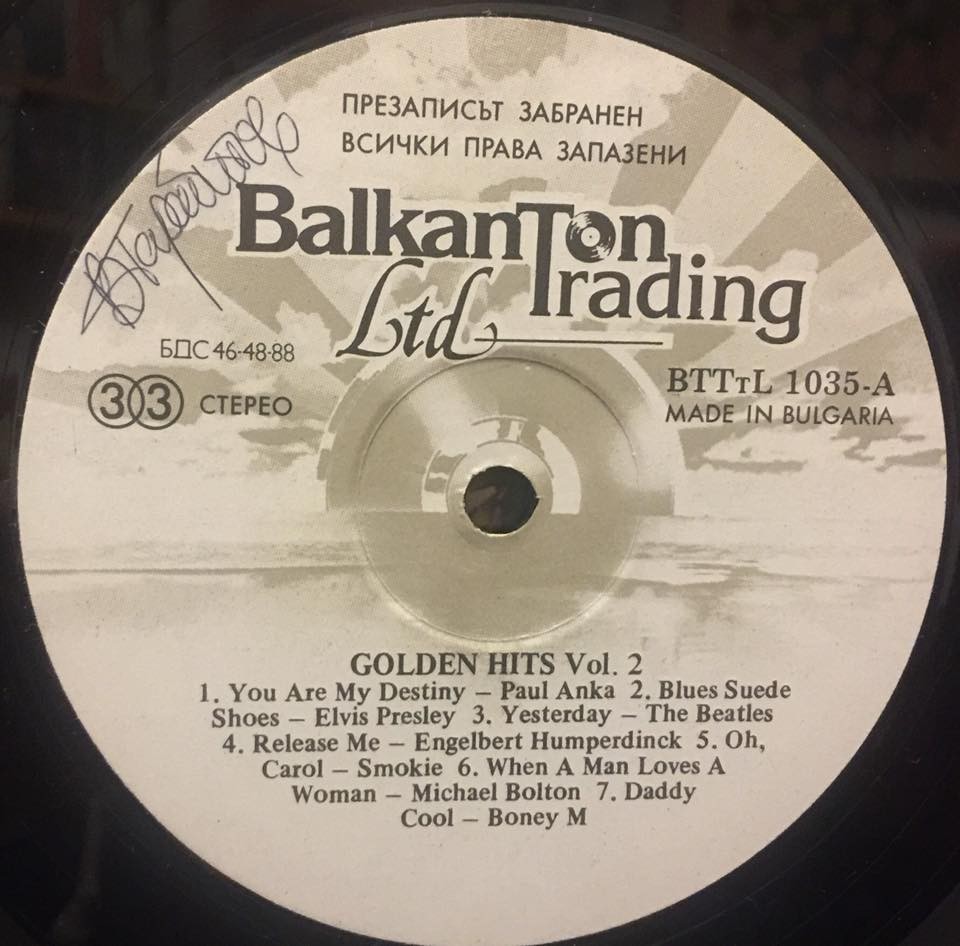 ПРЕЗАПИСЪТ ЗАБРАНЕН
ВСИЧКИ ПРАВА ЗАПАЗЕНИ
BalkanTon
Trading
Ltd
БДС 46-48-88
33 СТЕРЕО
BTTтL 1035-A
MADE IN BULGARIA
GOLDEN HITS Vol. 2
1. You Are My Destiny – Paul Anka 2. Blues Suede
Shoes – Elvis Presley 3. Yesterday – The Beatles
4. Release Me – Engelbert Humperdinck 5. Oh,
Carol – Smokie 6. When A Man Loves A
Woman – Michael Bolton 7. Daddy
Cool – Boney M